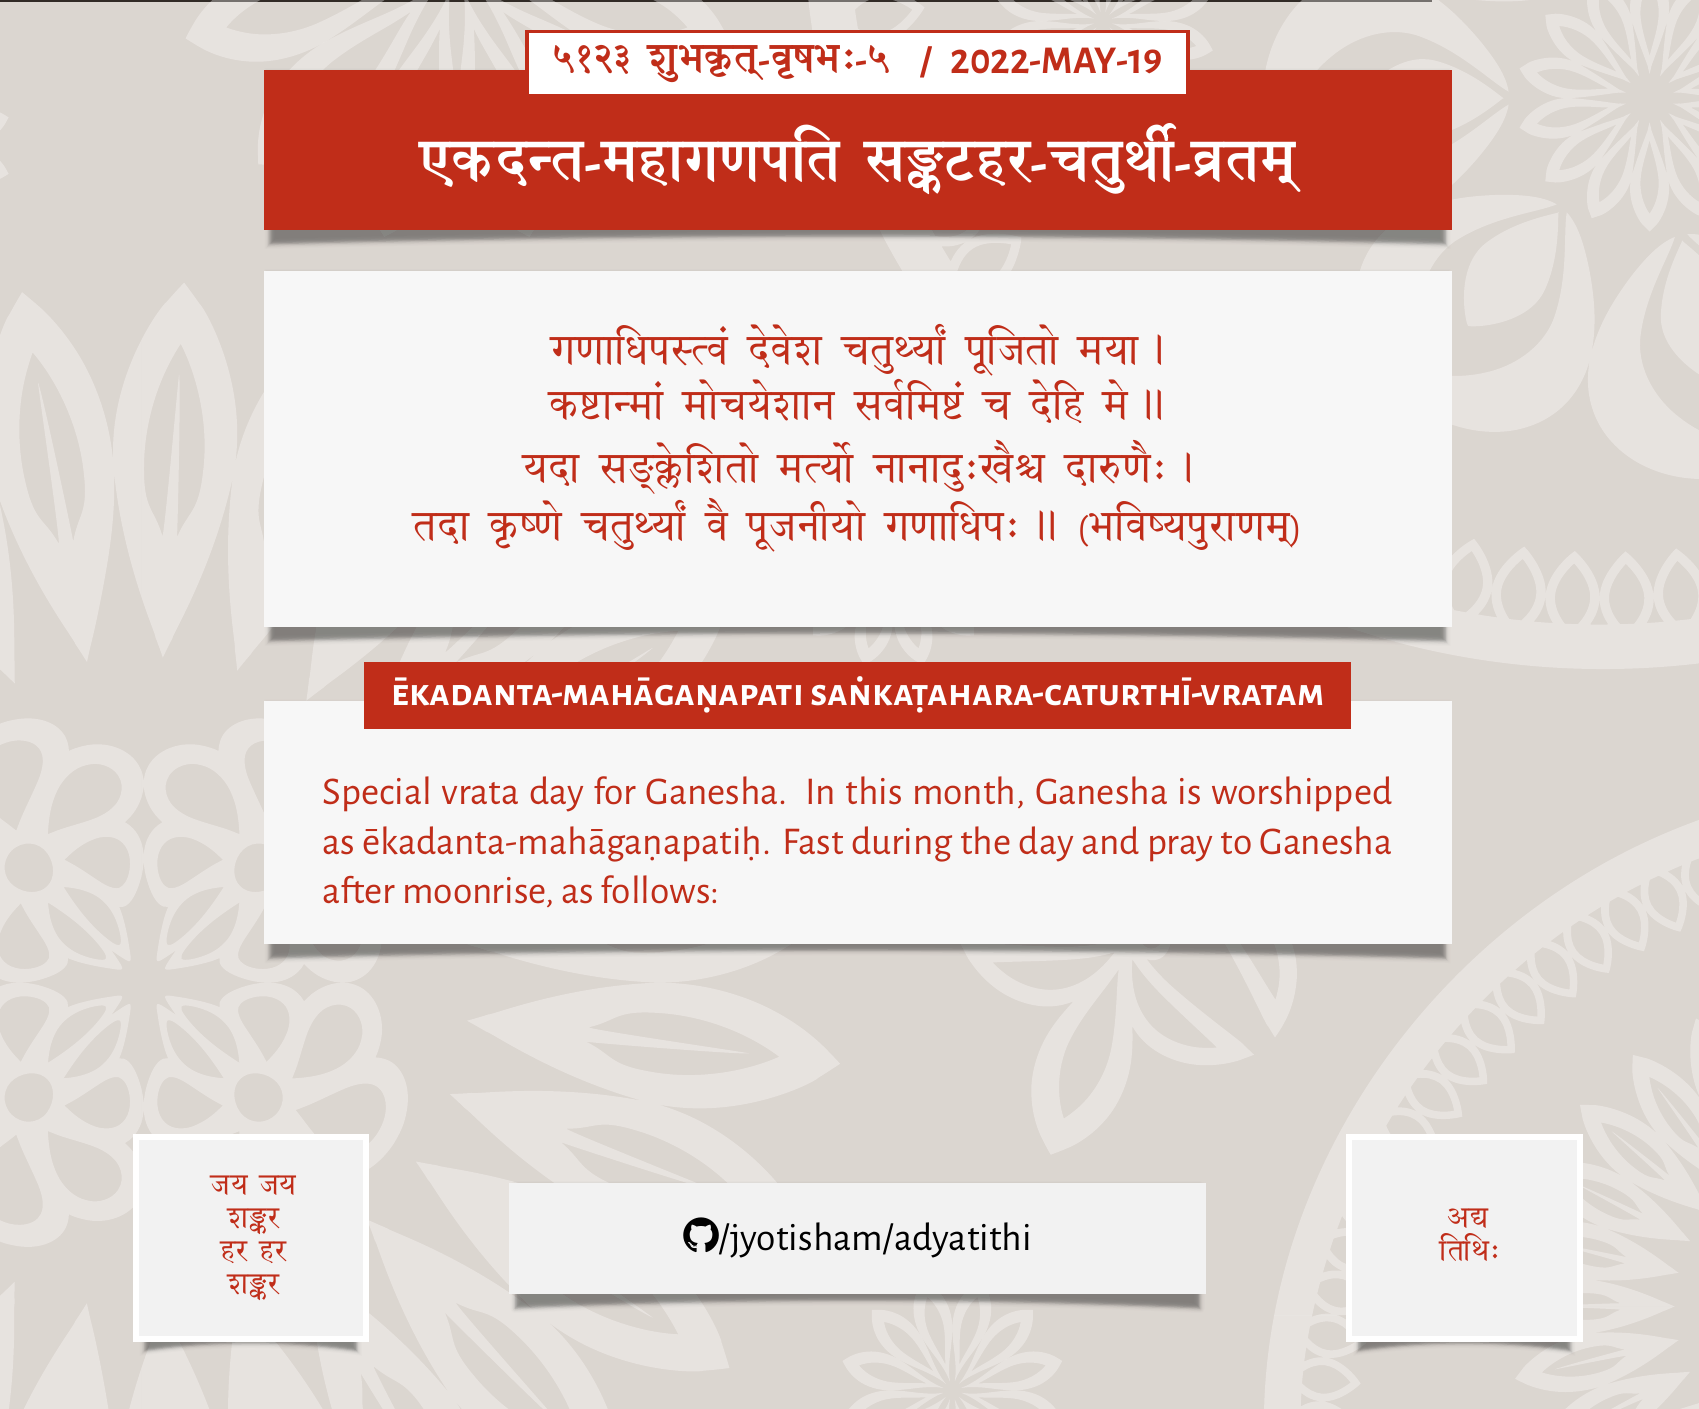 ५१२३ शुभकृत्-वृषभः-५ / 2022-MAY-19
एकदन्त-महागणपति सङ्कटहर-चतुर्थी-व्रतम्
गणाधिपस्त्वं देवेश चतुर्थ्यां पूजितो मया ।
कष्टान्मां मोचयेशान सर्वमिष्टं च देहि मे ॥
यदा सङ्क्लेशितो मर्त्यो नानादुःखैश्च दारुणैः ।
तदा कृष्णे चतुर्थ्यां वै पूजनीयो गणाधिपः ॥ (भविष्यपुराणम्)
ĒKADANTA-MAHĀGAṆAPATI SAṄKAṬAHARA-CATURTHĪ-VRATAM
Special vrata day for Ganesha. In this month, Ganesha is worshipped
as ēkadanta-mahāgaṇapatiḥ. Fast during the day and pray to Ganesha
after moonrise, as follows:
जय जय
शङ्कर
हर हर
शङ्कर
/jyotisham/adyatithi
अद्य
तिथिः